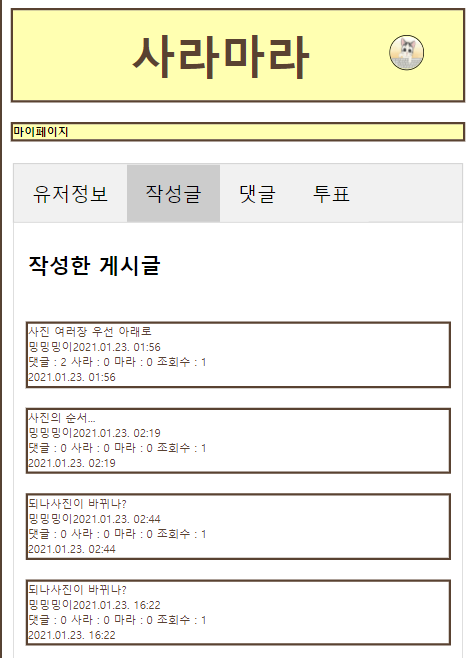 사라마라
마이페이지
유저정보 작성글 댓글 투표
작성한 게시글
사진 여러장 우선 아래로
밍밍밍이2021.01.23. 01:56
댓글 : 2 사라 : 0 마라 : 0 조회수 : 1
2021.01.23. 01:56
사진의 순서...
밍밍밍이2021.01.23. 02:19
댓글 : 0 사라 : 0 마라 : 0 조회수 : 1
2021.01.23. 02:19
되나사진이 바뀌나?
밍밍밍이2021.01.23. 02:44
댓글 : 0 사라 : 0 마라 : 0 조회수 : 1
2021.01.23. 02:44
되나사진이 바뀌나?
밍밍밍이2021.01.23. 16:22
댓글 : 0 사라 : 0 마라 : 0 조회수 : 1
2021.01.23. 16:22